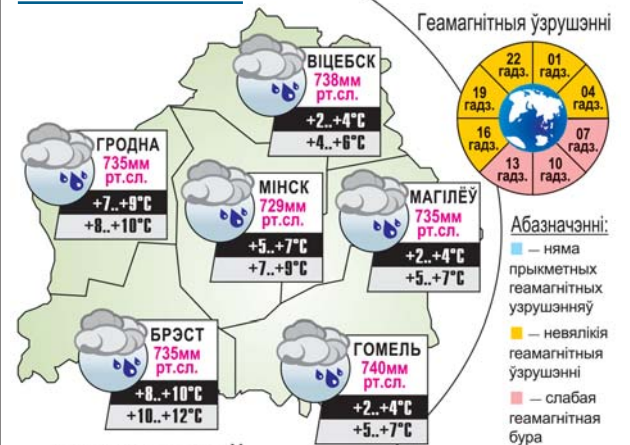 Геамагнітныя ўзрушэнні
22 гадз.
01 гадз.
04 гадз.
07 гадз.
10 гадз.
13 гадз.
16 гадз.
19 гадз.
ВІЦЕБСК
738мм
рт.сл.
+2..+4°С
+4..+6°С
ГРОДНА
735мм
рт.сл.
+7..+9°С
+8..+10°С
МІНСК
729мм
рт.сл.
+5..+7°С
+7..+9°С
МАГІЛЁЎ
735мм
рт.сл.
+2..+4°С
+5..+7°С
БРЭСТ
735мм
рт.сл.
+8..+10°С
+10..+12°С
ГОМЕЛЬ
740мм
рт.сл.
+2..+4°С
+5..+7°С
Абазначэнні:
— няма
прыкметных
геамагнітных
узрушэнняў
— невялікія
геамагнітныя
ўзрушэнні
— слабая
геамагнітная
бура